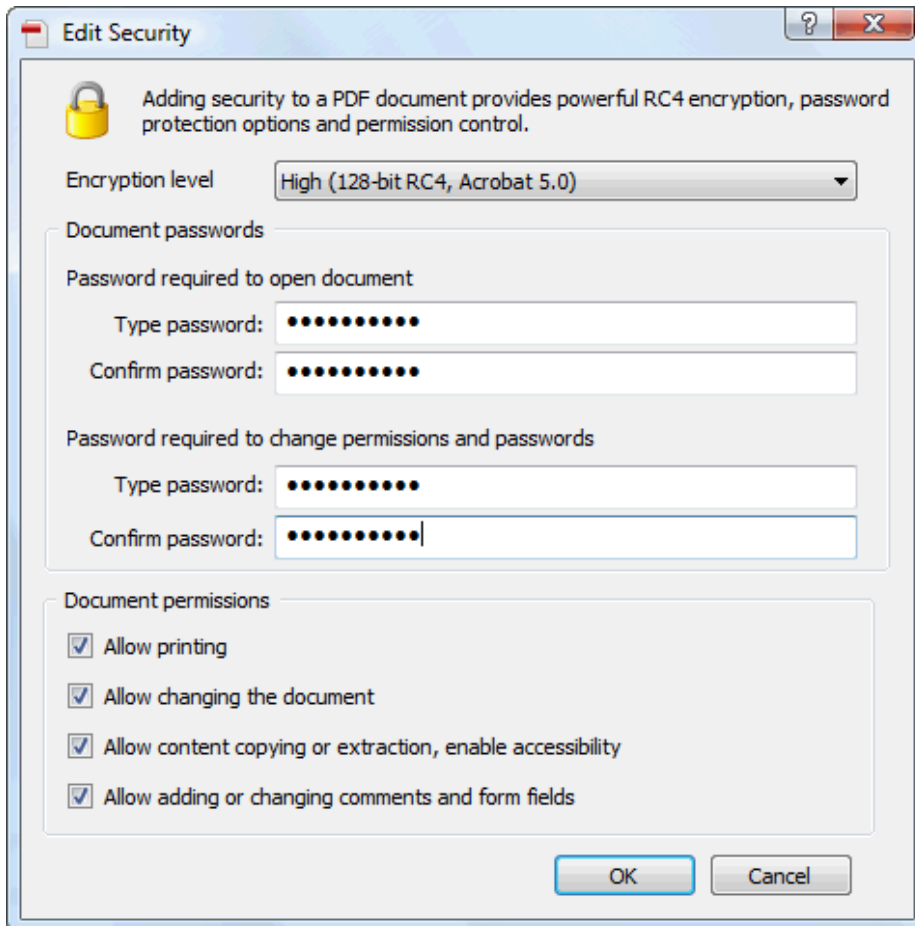 Edit Security
Adding security to a PDF document provides powerful RC4 encryption, password
protection options and permission control.
Encryption level
High (128-bit RC4, Acrobat 5.0)
Document passwords
Password required to open document
Type password: ●●●●●●●●●●
Confirm password: ●●●●●●●●●●
Password required to change permissions and passwords
Type password: ●●●●●●●●●●
Confirm password: ●●●●●●●●●●
Document permissions
Allow printing
Allow changing the document
Allow content copying or extraction, enable accessibility
Allow adding or changing comments and form fields
OK Cancel